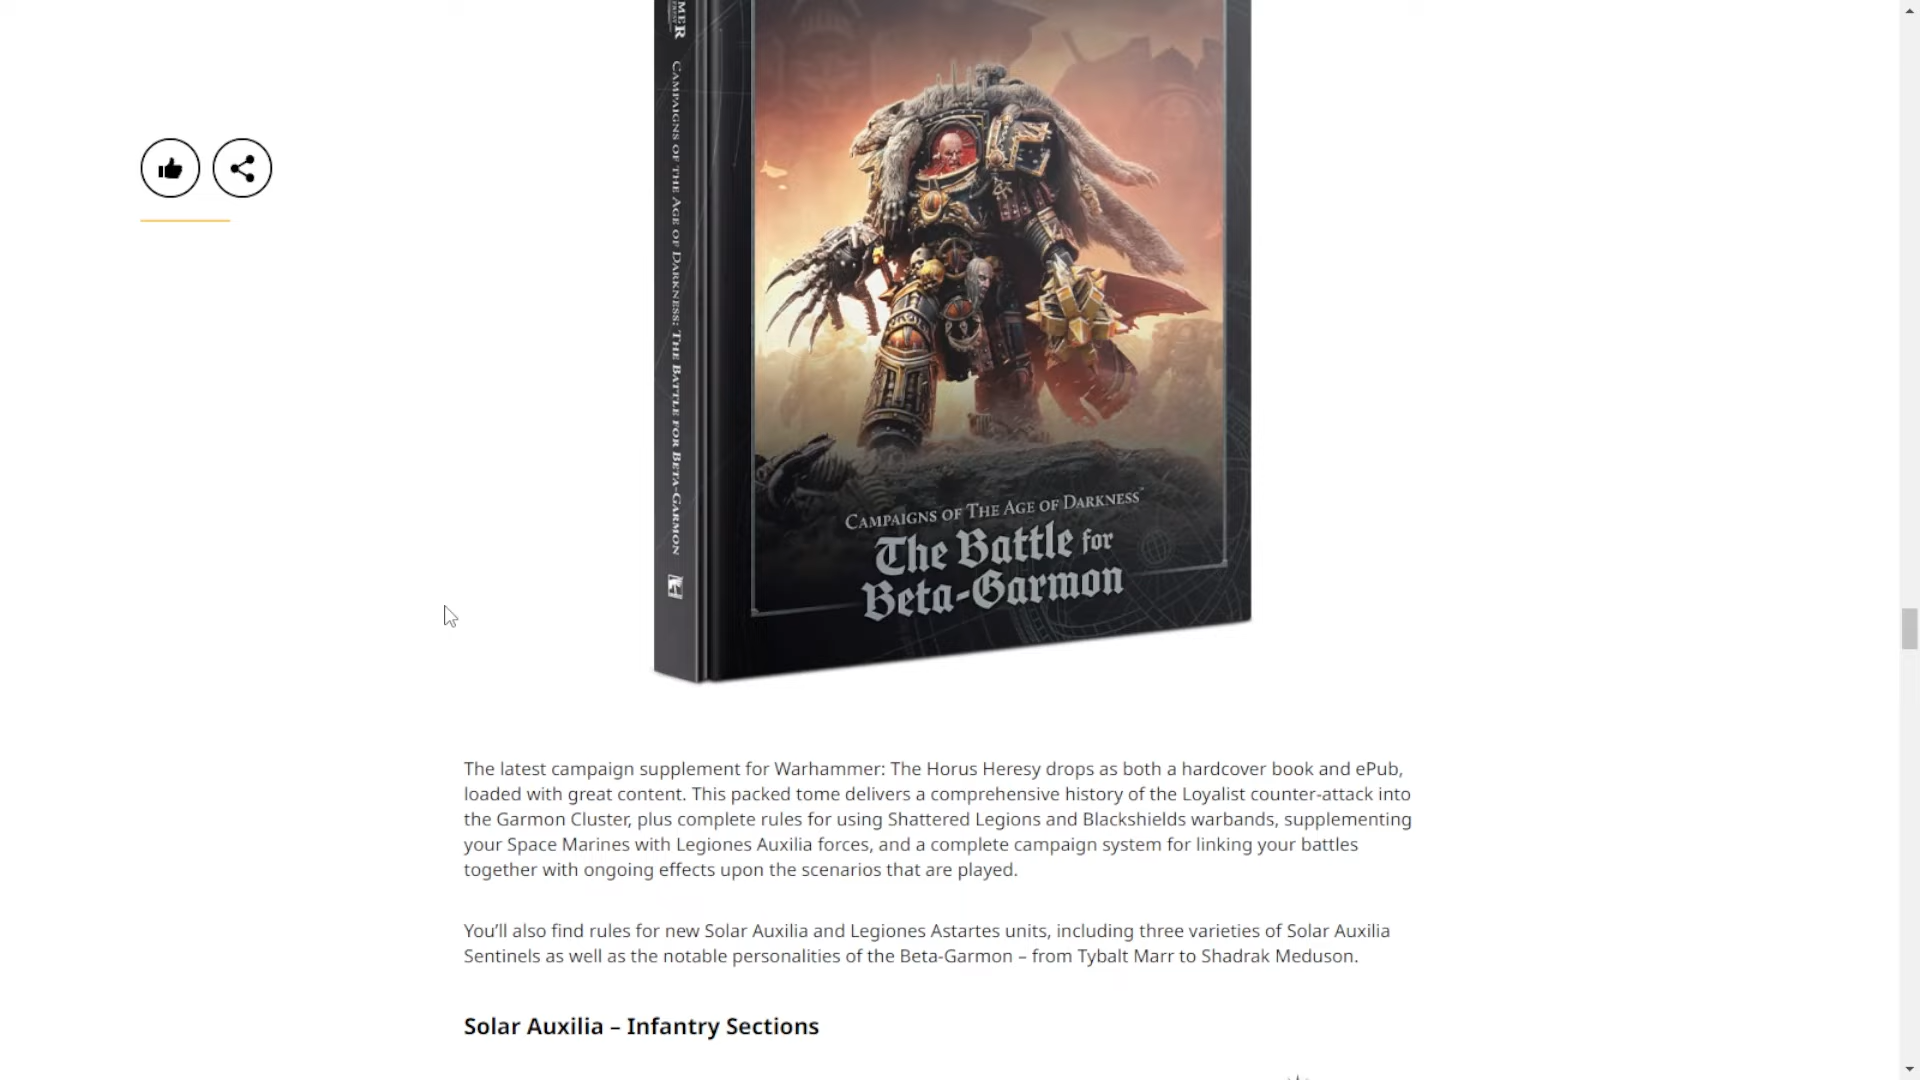 CAMPAIGNS OF THE AGE OF DARKNESS: THE BATTLE FOR BETA-GARMON
CAMPAIGNS OF THE AGE OF DARKNESS™
The Battle for
Beta-Garmon
The latest campaign supplement for Warhammer: The Horus Heresy drops as both a hardcover book and ePub,
loaded with great content. This packed tome delivers a comprehensive history of the Loyalist counter-attack into
the Garmon Cluster, plus complete rules for using Shattered Legions and Blackshields warbands, supplementing
your Space Marines with Legiones Auxilia forces, and a complete campaign system for linking your battles
together with ongoing effects upon the scenarios that are played.
You’ll also find rules for new Solar Auxilia and Legiones Astartes units, including three varieties of Solar Auxilia
Sentinels as well as the notable personalities of the Beta-Garmon – from Tybalt Marr to Shadrak Meduson.
Solar Auxilia – Infantry Sections